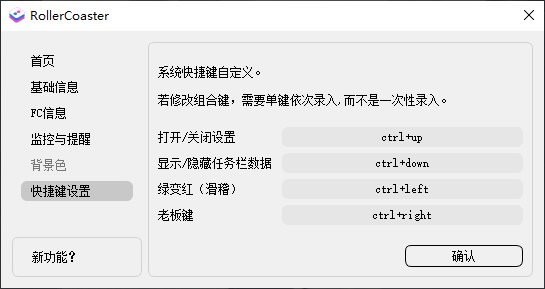 RollerCoaster
首页
基础信息
FC信息
监控与提醒
背景色
快捷键设置
新功能？
系统快捷键自定义。
若修改组合键，需要单键依次录入,而不是一次性录入。
打开/关闭设置 ctrl+up
显示/隐藏任务栏数据 ctrl+down
绿变红（滑稽） ctrl+left
老板键 ctrl+right
确认